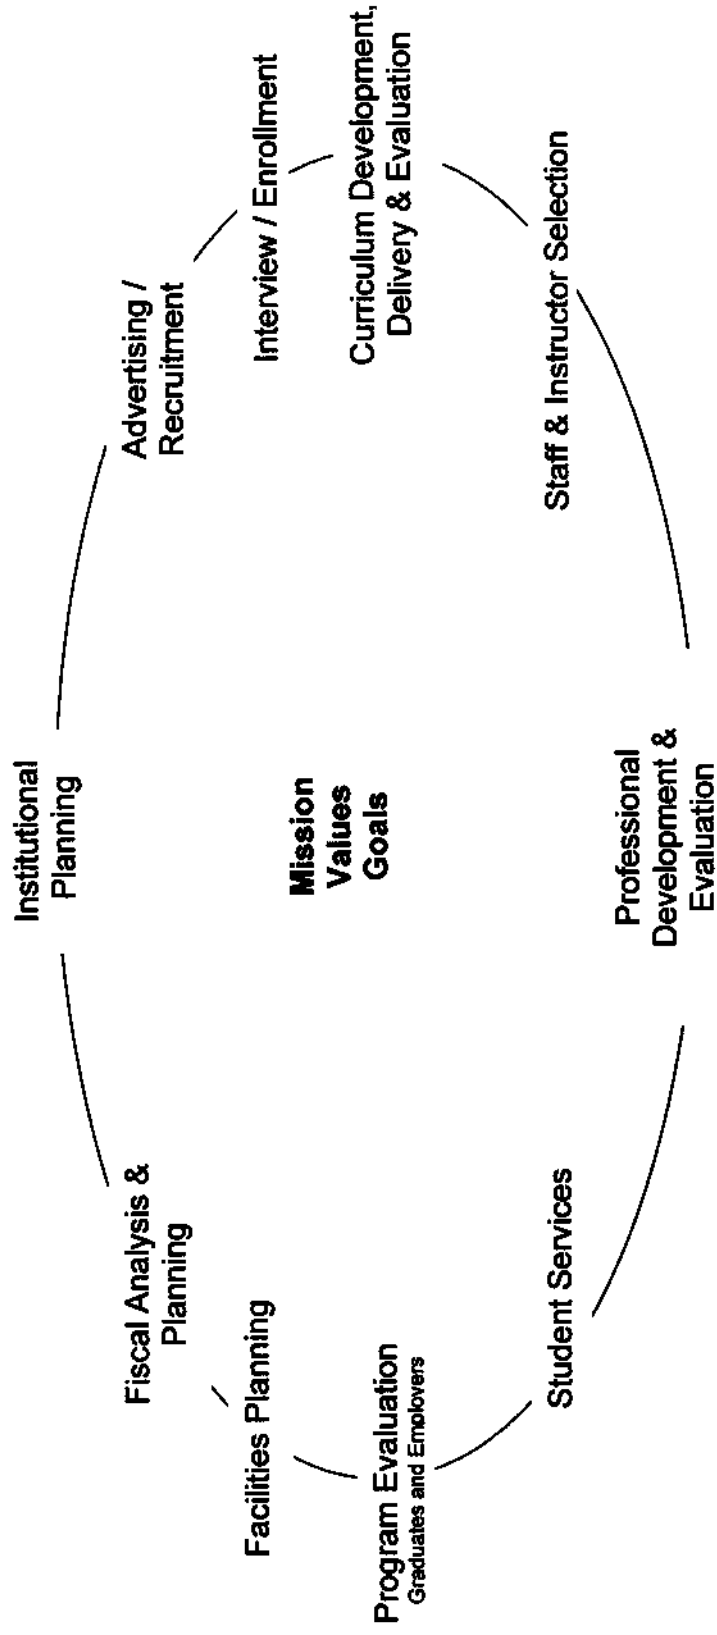 Institutional
Planning
Advertising /
Recruitment
Interview / Enrollment
Curriculum Development,
Delivery & Evaluation
Staff & Instructor Selection
Professional
Development &
Evaluation
Student Services
Program Evaluation
Graduates and Employers
Facilities Planning
Fiscal Analysis &
Planning
Mission
Values
Goals